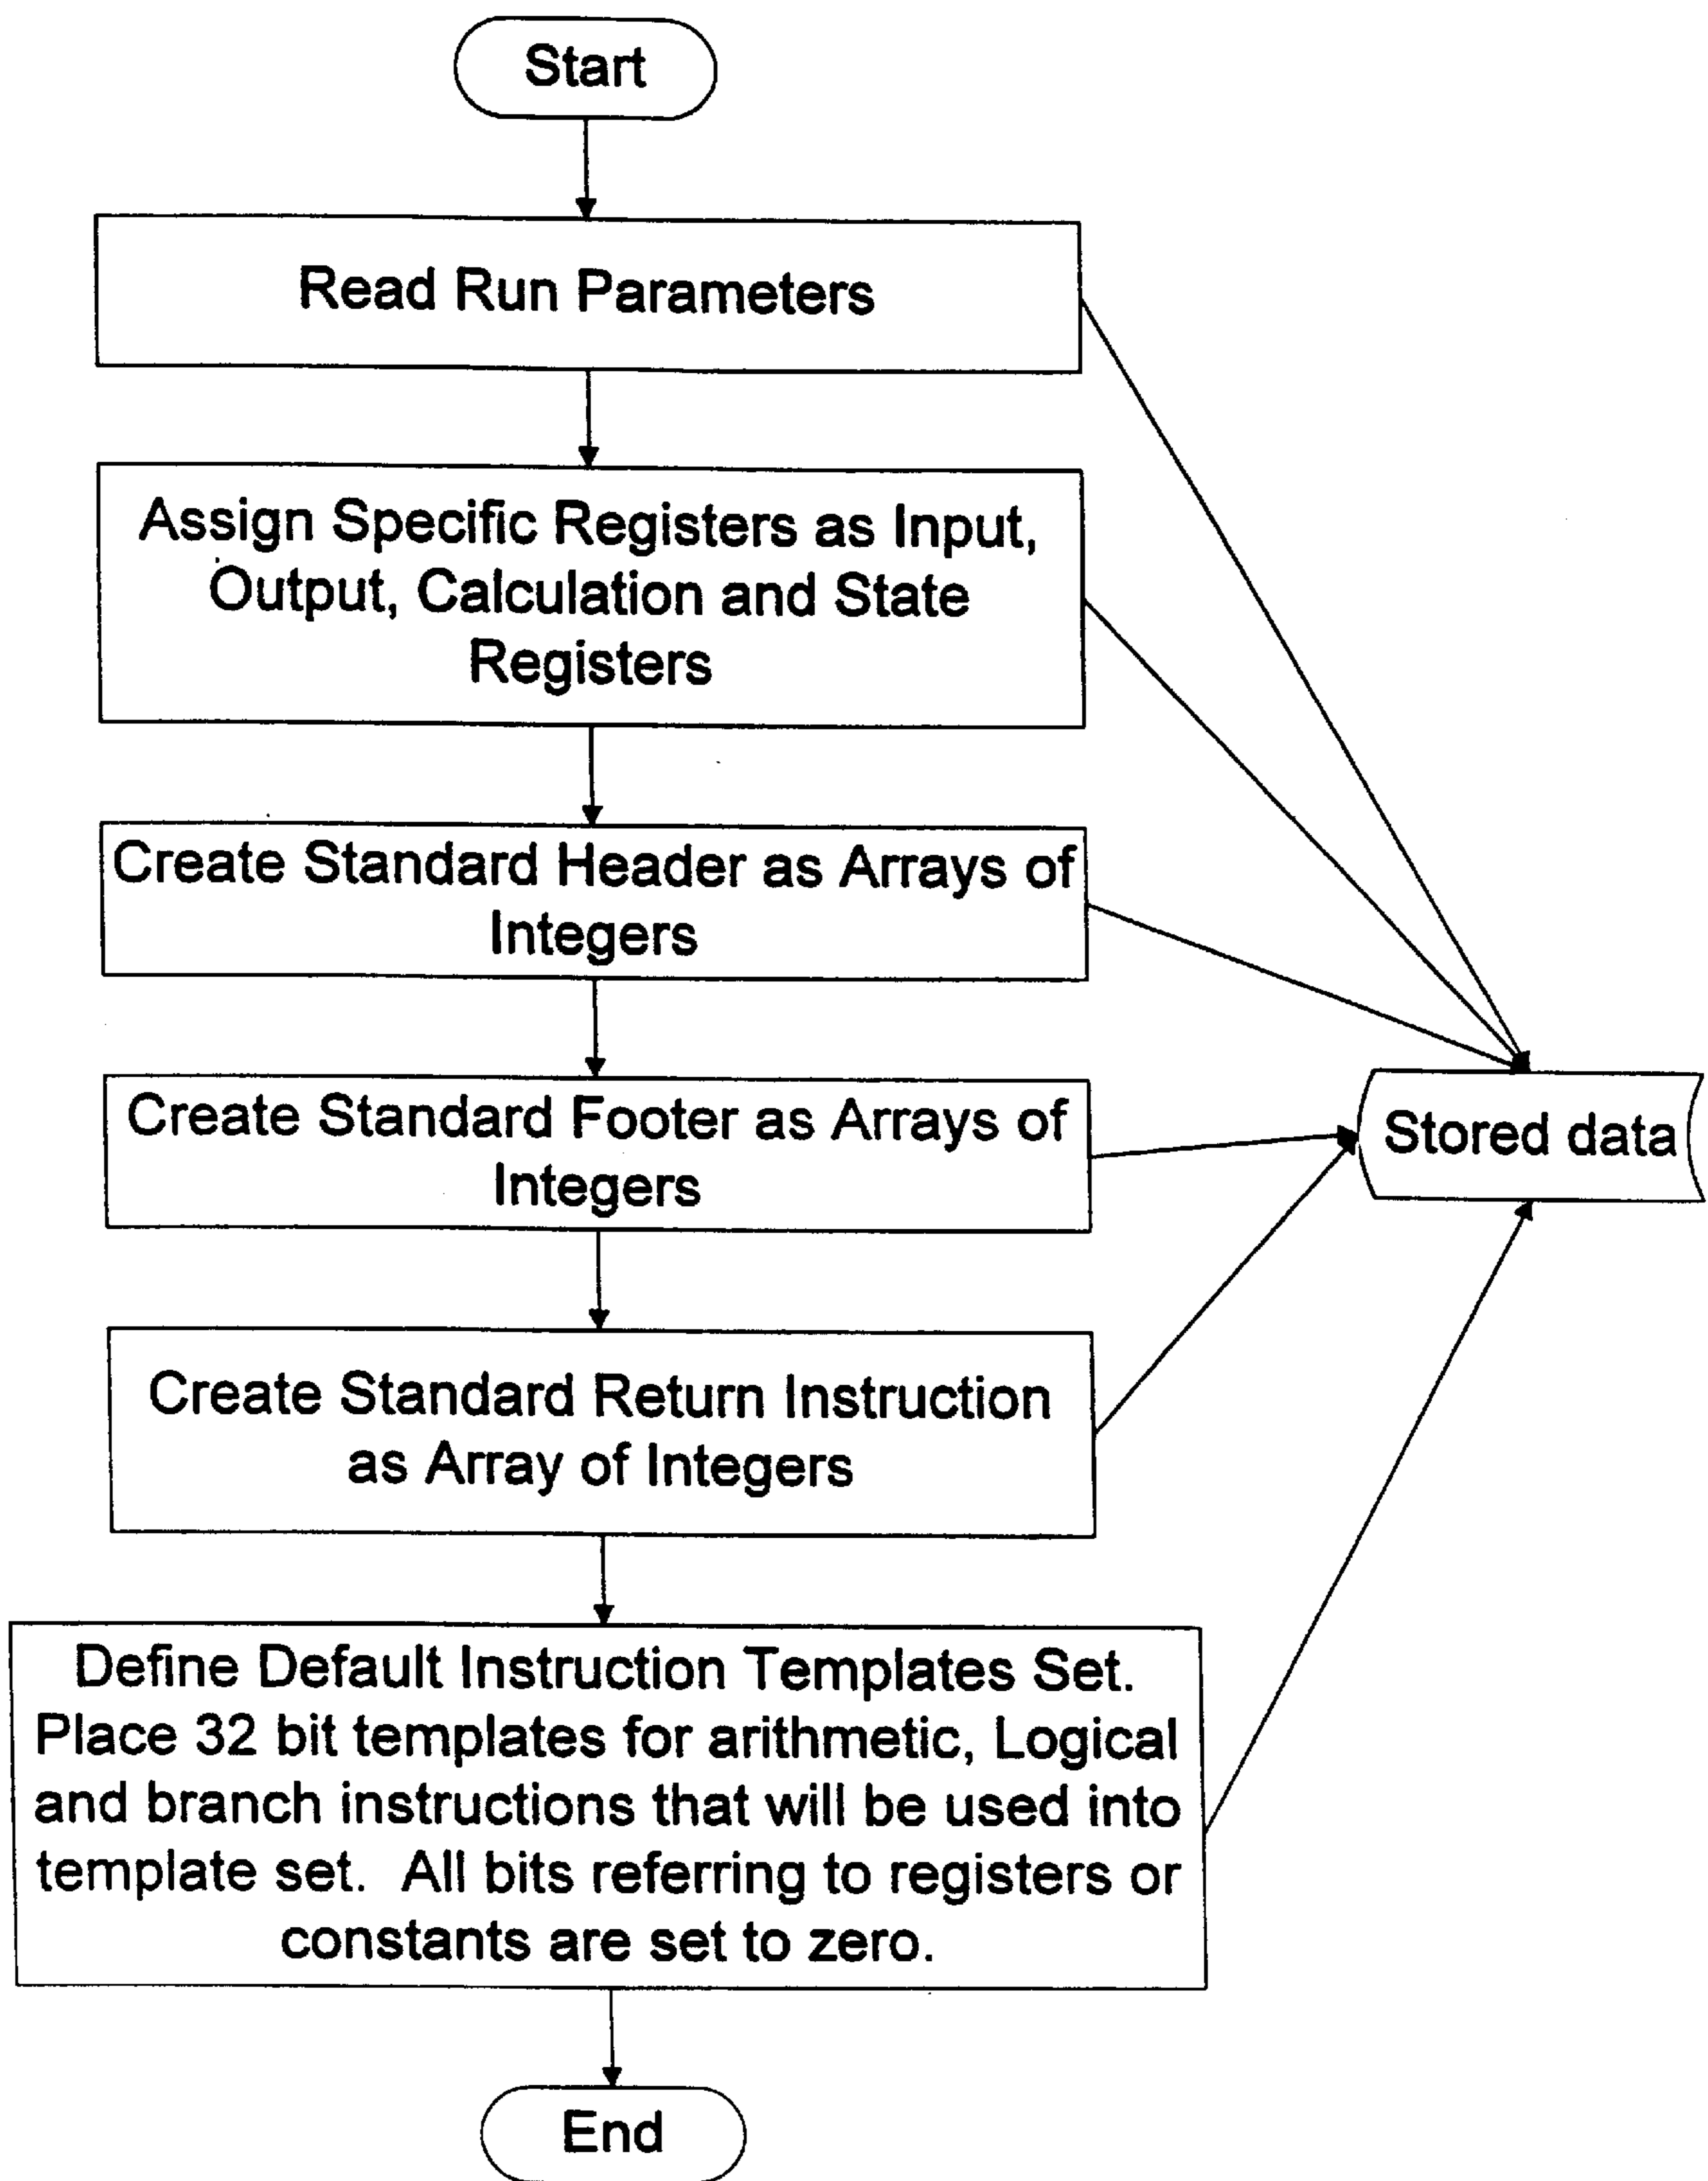 Start
Read Run Parameters
Assign Specific Registers as Input,
Output, Calculation and State
Registers
Create Standard Header as Arrays of
Integers
Create Standard Footer as Arrays of
Integers
Stored data
Create Standard Return Instruction
as Array of Integers
Define Default Instruction Templates Set.
Place 32 bit templates for arithmetic, Logical
and branch instructions that will be used into
template set.  All bits referring to registers or
constants are set to zero.
End